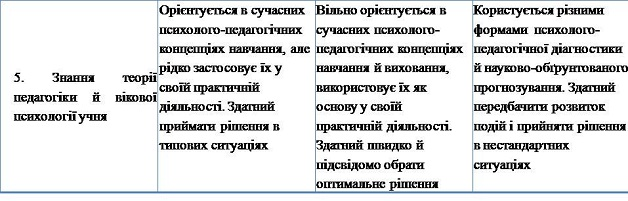 5. Знання теорії
педагогіки й вікової
психології учня
Орієнтується в сучасних
психолого-педагогічних
концепціях навчання, але
рідко застосовує їх у
своїй практичній
діяльності. Здатний
приймати рішення в
типових ситуаціях
Вільно орієнтується в
сучасних психолого-
педагогічних концепціях
навчання й виховання,
використовує їх як
основу у своїй
практичній діяльності.
Здатний швидко й
підсвідомо обрати
оптимальне рішення
Користується різними
формами психолого-
педагогічної діагностики
й науково-обґрунтованого
прогнозування. Здатний
передбачити розвиток
подій і прийняти рішення
в нестандартних
ситуаціях